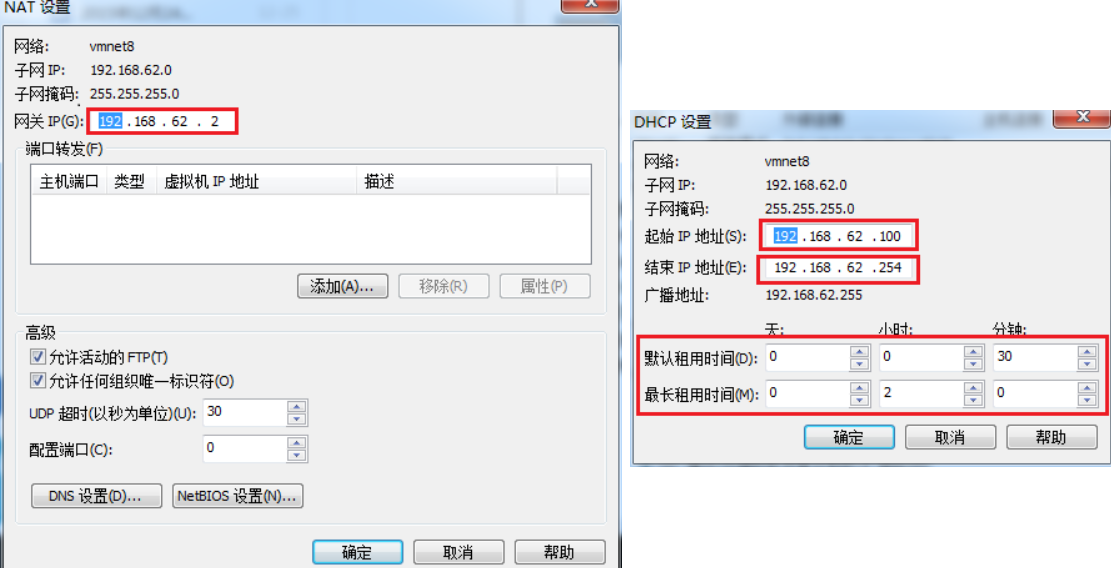 NAT 设置
网络: vmnet8
子网 IP: 192.168.62.0
子网掩码: 255.255.255.0
网关 IP(G): 192 . 168 . 62 . 2
端口转发(F)
主机端口 类型 虚拟机 IP 地址 描述
添加(A)... 移除(R) 属性(P)
高级
允许活动的 FTP(T)
允许任何组织唯一标识符(O)
UDP 超时(以秒为单位)(U): 30
配置端口(C): 0
DNS 设置(D)... NetBIOS 设置(N)...
确定 取消 帮助
DHCP 设置
网络: vmnet8
子网 IP: 192.168.62.0
子网掩码: 255.255.255.0
起始 IP 地址(S): 192 . 168 . 62 . 100
结束 IP 地址(E): 192 . 168 . 62 . 254
广播地址: 192.168.62.255
天: 小时: 分钟:
默认租用时间(D): 0 0 30
最长租用时间(M): 0 2 0
确定 取消 帮助